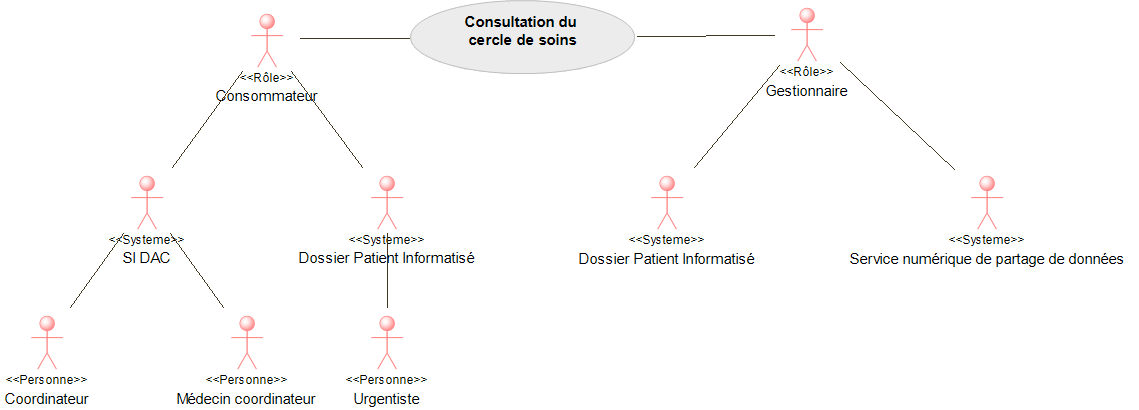 Consultation du
cercle de soins
<<Rôle>>
Consommateur
<<Rôle>>
Gestionnaire
<<Systeme>>
SI DAC
<<Systeme>>
Dossier Patient Informatisé
<<Systeme>>
Dossier Patient Informatisé
<<Systeme>>
Service numérique de partage de données
<<Personne>>
Coordinateur
<<Personne>>
Médecin coordinateur
<<Personne>>
Urgentiste